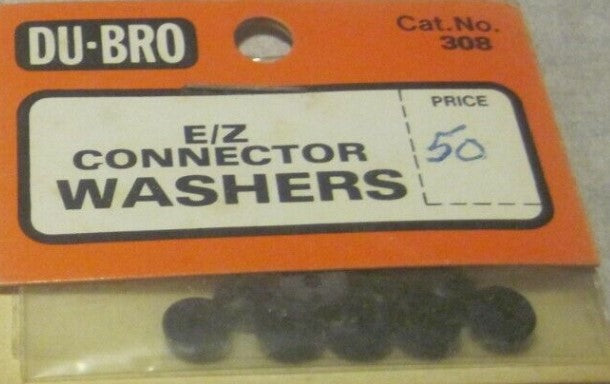 DU-BRO
Cat.No.
308
PRICE
50
E/Z
CONNECTOR
WASHERS